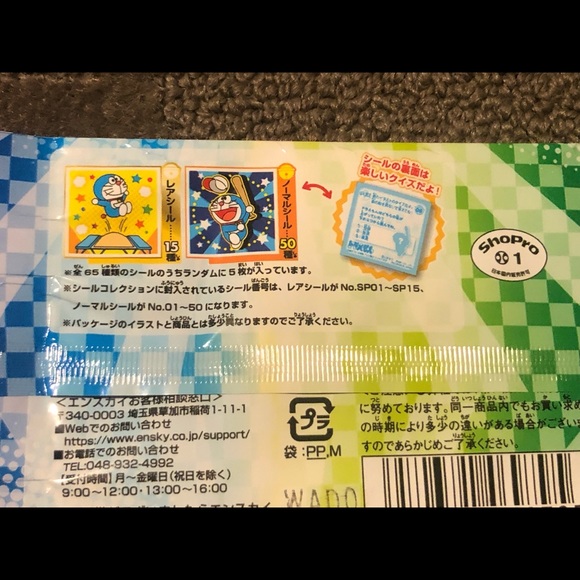 シールの裏面は
楽しいクイズだよ!
レアシール……15種
ノーマルシール…50種
ShoPro
1
日本国内販売許可
※全65種類のシールのうちランダムに5枚が入っています。
※シールコレクションに封入されているシール番号は、レアシールがNo.SP01~SP15、
ノーマルシールがNo.01~50になります。
※パッケージのイラストと商品とは多少異なりますのでご了承ください。
<エンスカイお客様相談窓口>
〒340-0003 埼玉県草加市稲荷1-11-1
■Webでのお問い合わせ
https://www.ensky.co.jp/support/
■お電話でのお問い合わせ
TEL:048-932-4992
【受付時間】月~金曜日(祝日を除く)
9:00~12:00・13:00~16:00
プラ
袋:PP,M
に努めております。同一商品内でもお買い求め
の時期により多少の違いがある場合がござい
すのであらかじめご了承ください。
WADO